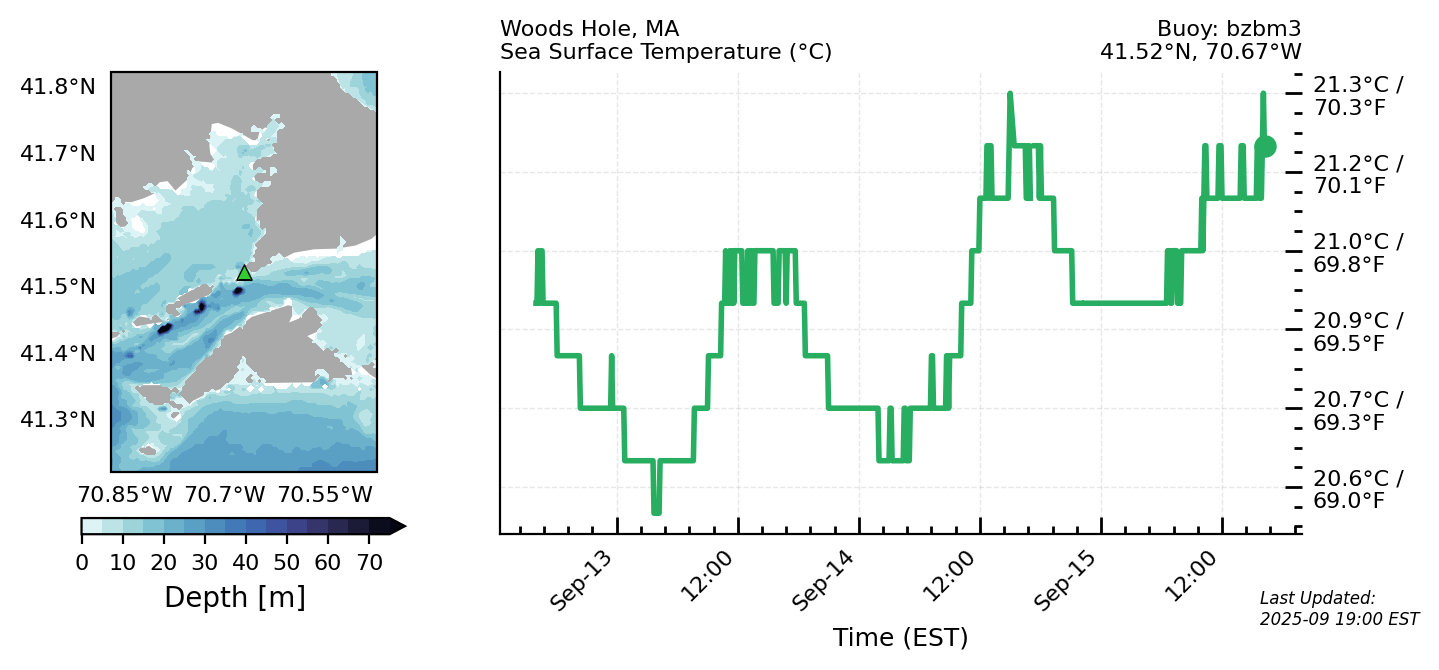 Woods Hole, MA
Sea Surface Temperature (°C)
Buoy: bzbm3
41.52°N, 70.67°W
41.8°N
41.7°N
41.6°N
41.5°N
41.4°N
41.3°N
70.85°W 70.7°W 70.55°W
0 10 20 30 40 50 60 70
Depth [m]
21.3°C /
70.3°F
21.2°C /
70.1°F
21.0°C /
69.8°F
20.9°C /
69.5°F
20.7°C /
69.3°F
20.6°C /
69.0°F
Sep-13
12:00
Sep-14
12:00
Sep-15
12:00
Time (EST)
Last Updated:
2025-09 19:00 EST